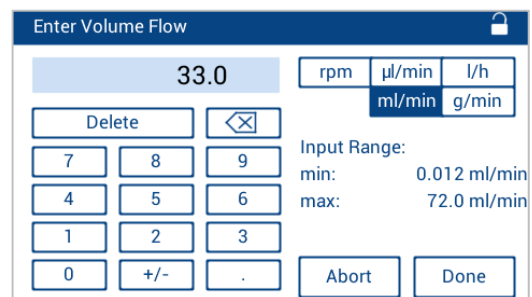 Enter Volume Flow
33.0
rpm µl/min l/h
ml/min g/min
Delete
7 8 9
4 5 6
1 2 3
0 +/- .
Input Range:
min: 0.012 ml/min
max: 72.0 ml/min
Abort Done